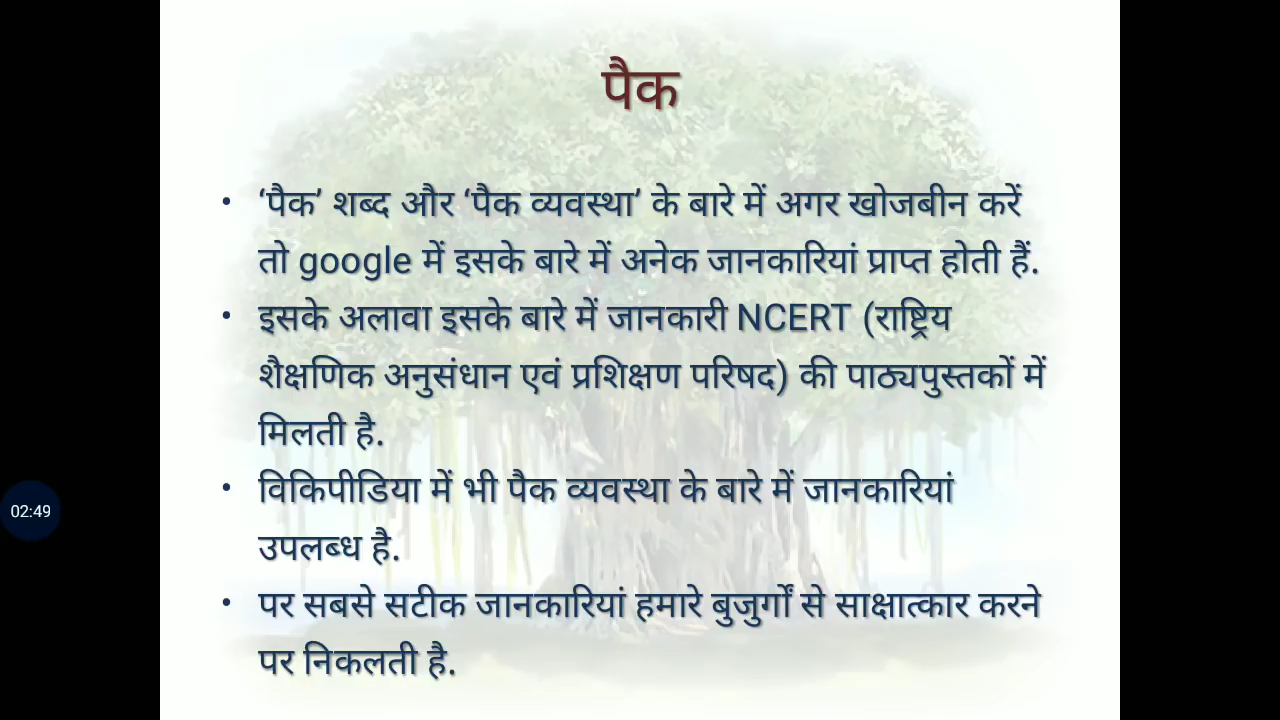 पैक
• ‘पैक’ शब्द और ‘पैक व्यवस्था’ के बारे में अगर खोजबीन करें
तो google में इसके बारे में अनेक जानकारियां प्राप्त होती हैं.
• इसके अलावा इसके बारे में जानकारी NCERT (राष्ट्रिय
शैक्षणिक अनुसंधान एवं प्रशिक्षण परिषद) की पाठ्यपुस्तकों में
मिलती है.
• विकिपीडिया में भी पैक व्यवस्था के बारे में जानकारियां
उपलब्ध है.
• पर सबसे सटीक जानकारियां हमारे बुजुर्गों से साक्षात्कार करने
पर निकलती है.
02:49